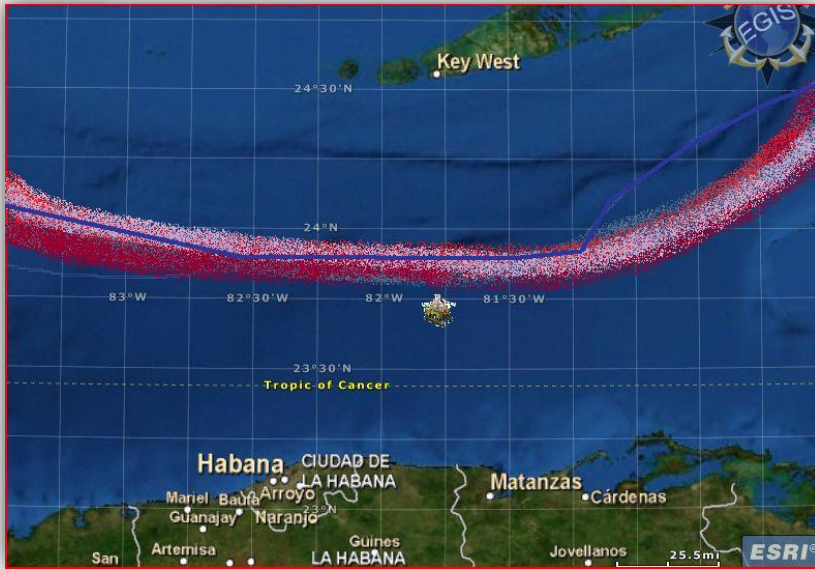 EGIS
Key West
24°30'N
24°N
83°W
82°30'W
82°W
81°30'W
23°30'N
Tropic of Cancer
Habana
CIUDAD DE
LA HABANA
Matanzas
Mariel
Bauta
Arroyo
Naranjo
Cárdenas
Guanajay
23°N
Güines
San
Artemisa
LA HABANA
Jovellanos
25.5mi
ESRI©